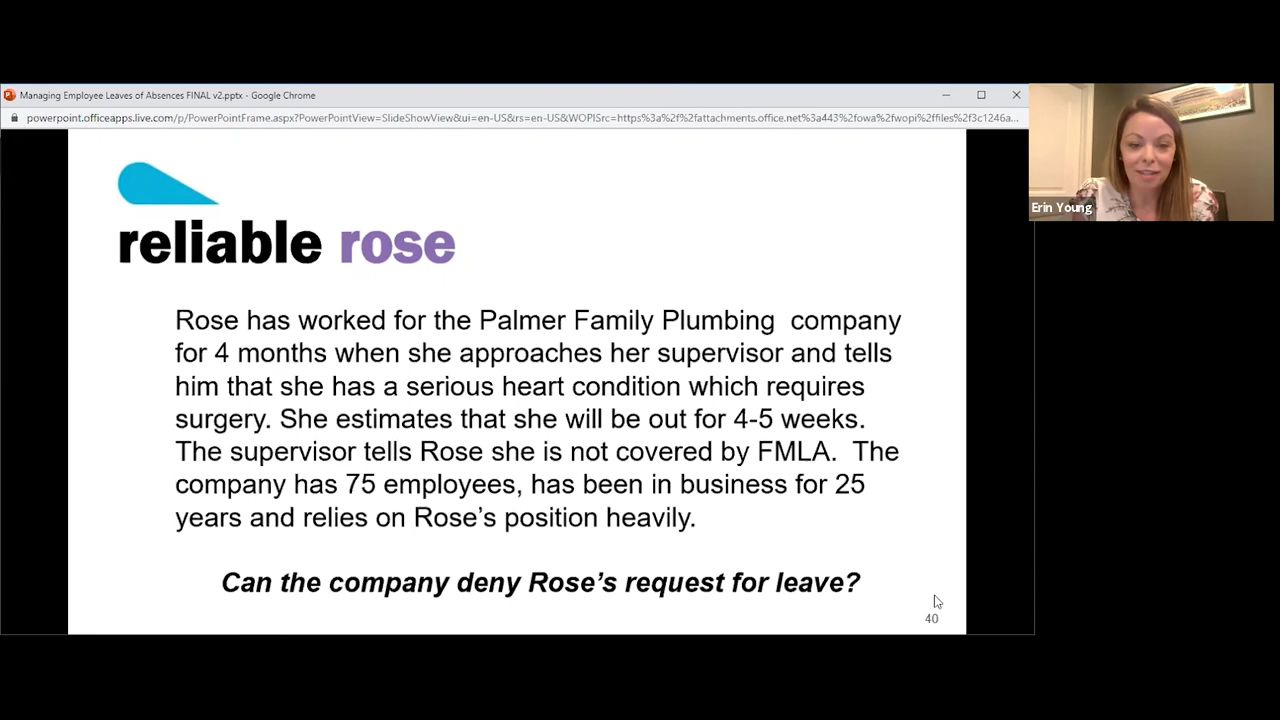 Managing Employee Leaves of Absences FINAL v2.pptx - Google Chrome
powerpoint.officeapps.live.com/p/PowerPointFrame.aspx?PowerPointView=SlideShowView&ui=en-US&rs=en-US&WOPISrc=https%3a%2f%2fattachments.office.net%3a443%2fowa%2fwopi%2ffiles%2f3c1246a...
Erin Young
reliable rose
Rose has worked for the Palmer Family Plumbing  company
for 4 months when she approaches her supervisor and tells
him that she has a serious heart condition which requires
surgery. She estimates that she will be out for 4-5 weeks.
The supervisor tells Rose she is not covered by FMLA.  The
company has 75 employees, has been in business for 25
years and relies on Rose's position heavily.
Can the company deny Rose's request for leave?
40